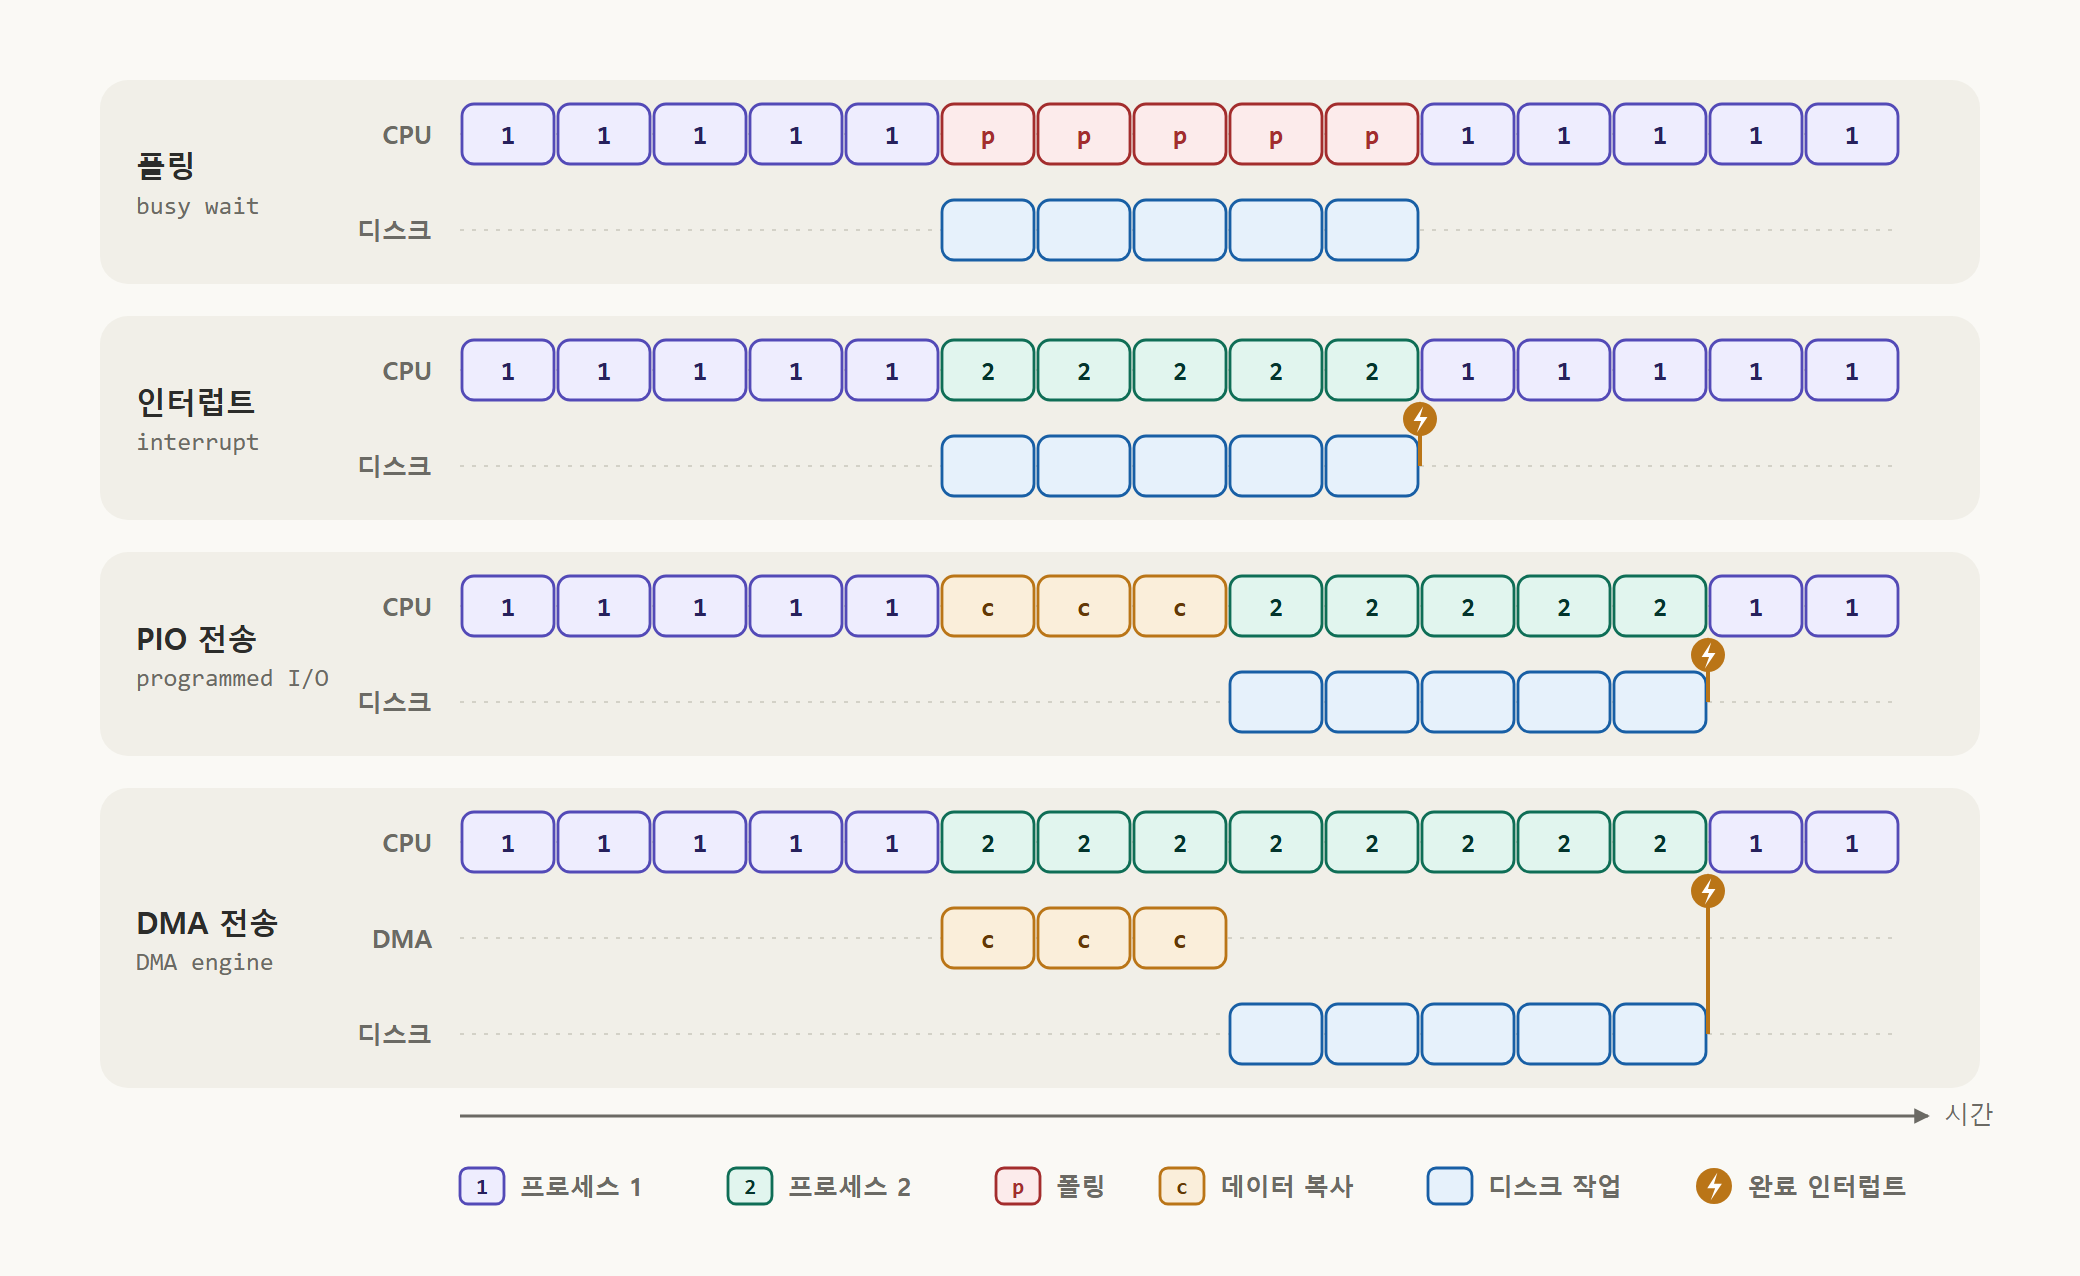 CPU 1 1 1 1 1 p p p p p 1 1 1 1 1
폴링
busy wait
디스크
CPU 1 1 1 1 1 2 2 2 2 2 1 1 1 1 1
인터럽트
interrupt
디스크
CPU 1 1 1 1 1 c c c 2 2 2 2 2 1 1
PIO 전송
programmed I/O
디스크
CPU 1 1 1 1 1 2 2 2 2 2 2 2 2 1 1
DMA 전송
DMA engine
DMA c c c
디스크
시간
1 프로세스 1 2 프로세스 2 p 폴링 c 데이터 복사 디스크 작업 완료 인터럽트